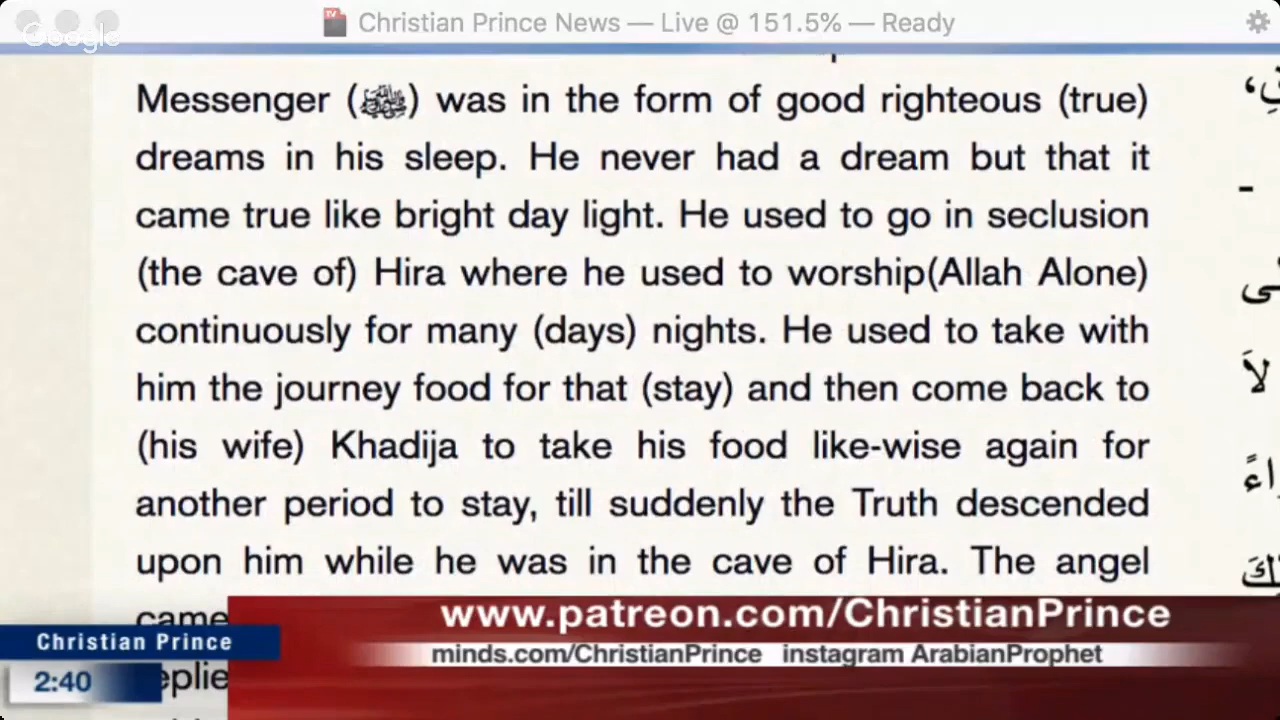 Christian Prince News — Live @ 151.5% — Ready
Google
Messenger (ﷺ) was in the form of good righteous (true)
dreams in his sleep. He never had a dream but that it
came true like bright day light. He used to go in seclusion
(the cave of) Hira where he used to worship(Allah Alone)
continuously for many (days) nights. He used to take with
him the journey food for that (stay) and then come back to
(his wife) Khadija to take his food like-wise again for
another period to stay, till suddenly the Truth descended
upon him while he was in the cave of Hira. The angel
came
eplie
www.patreon.com/ChristianPrince
minds.com/ChristianPrince instagram ArabianProphet
Christian Prince
2:40